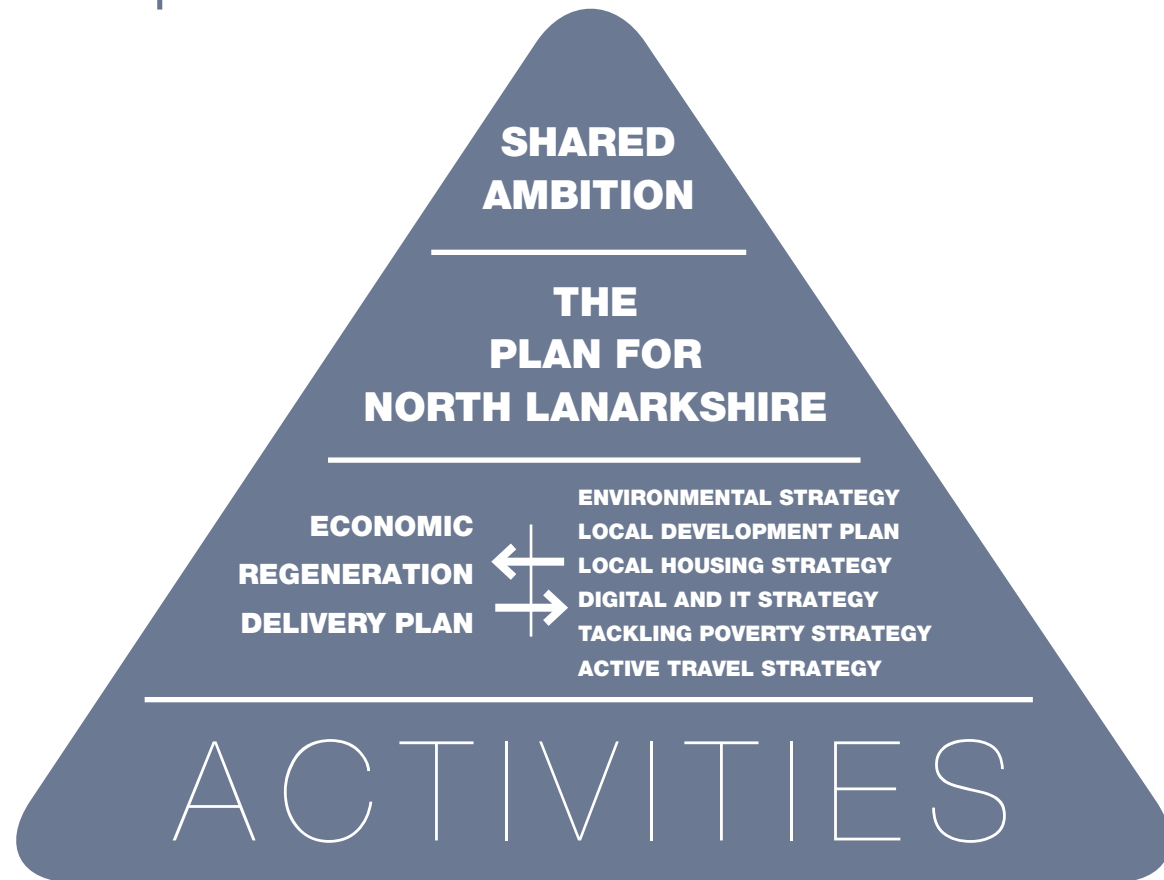 SHARED
AMBITION
THE
PLAN FOR
NORTH LANARKSHIRE
ECONOMIC
REGENERATION
DELIVERY PLAN
ENVIRONMENTAL STRATEGY
LOCAL DEVELOPMENT PLAN
LOCAL HOUSING STRATEGY
DIGITAL AND IT STRATEGY
TACKLING POVERTY STRATEGY
ACTIVE TRAVEL STRATEGY
ACTIVITIES